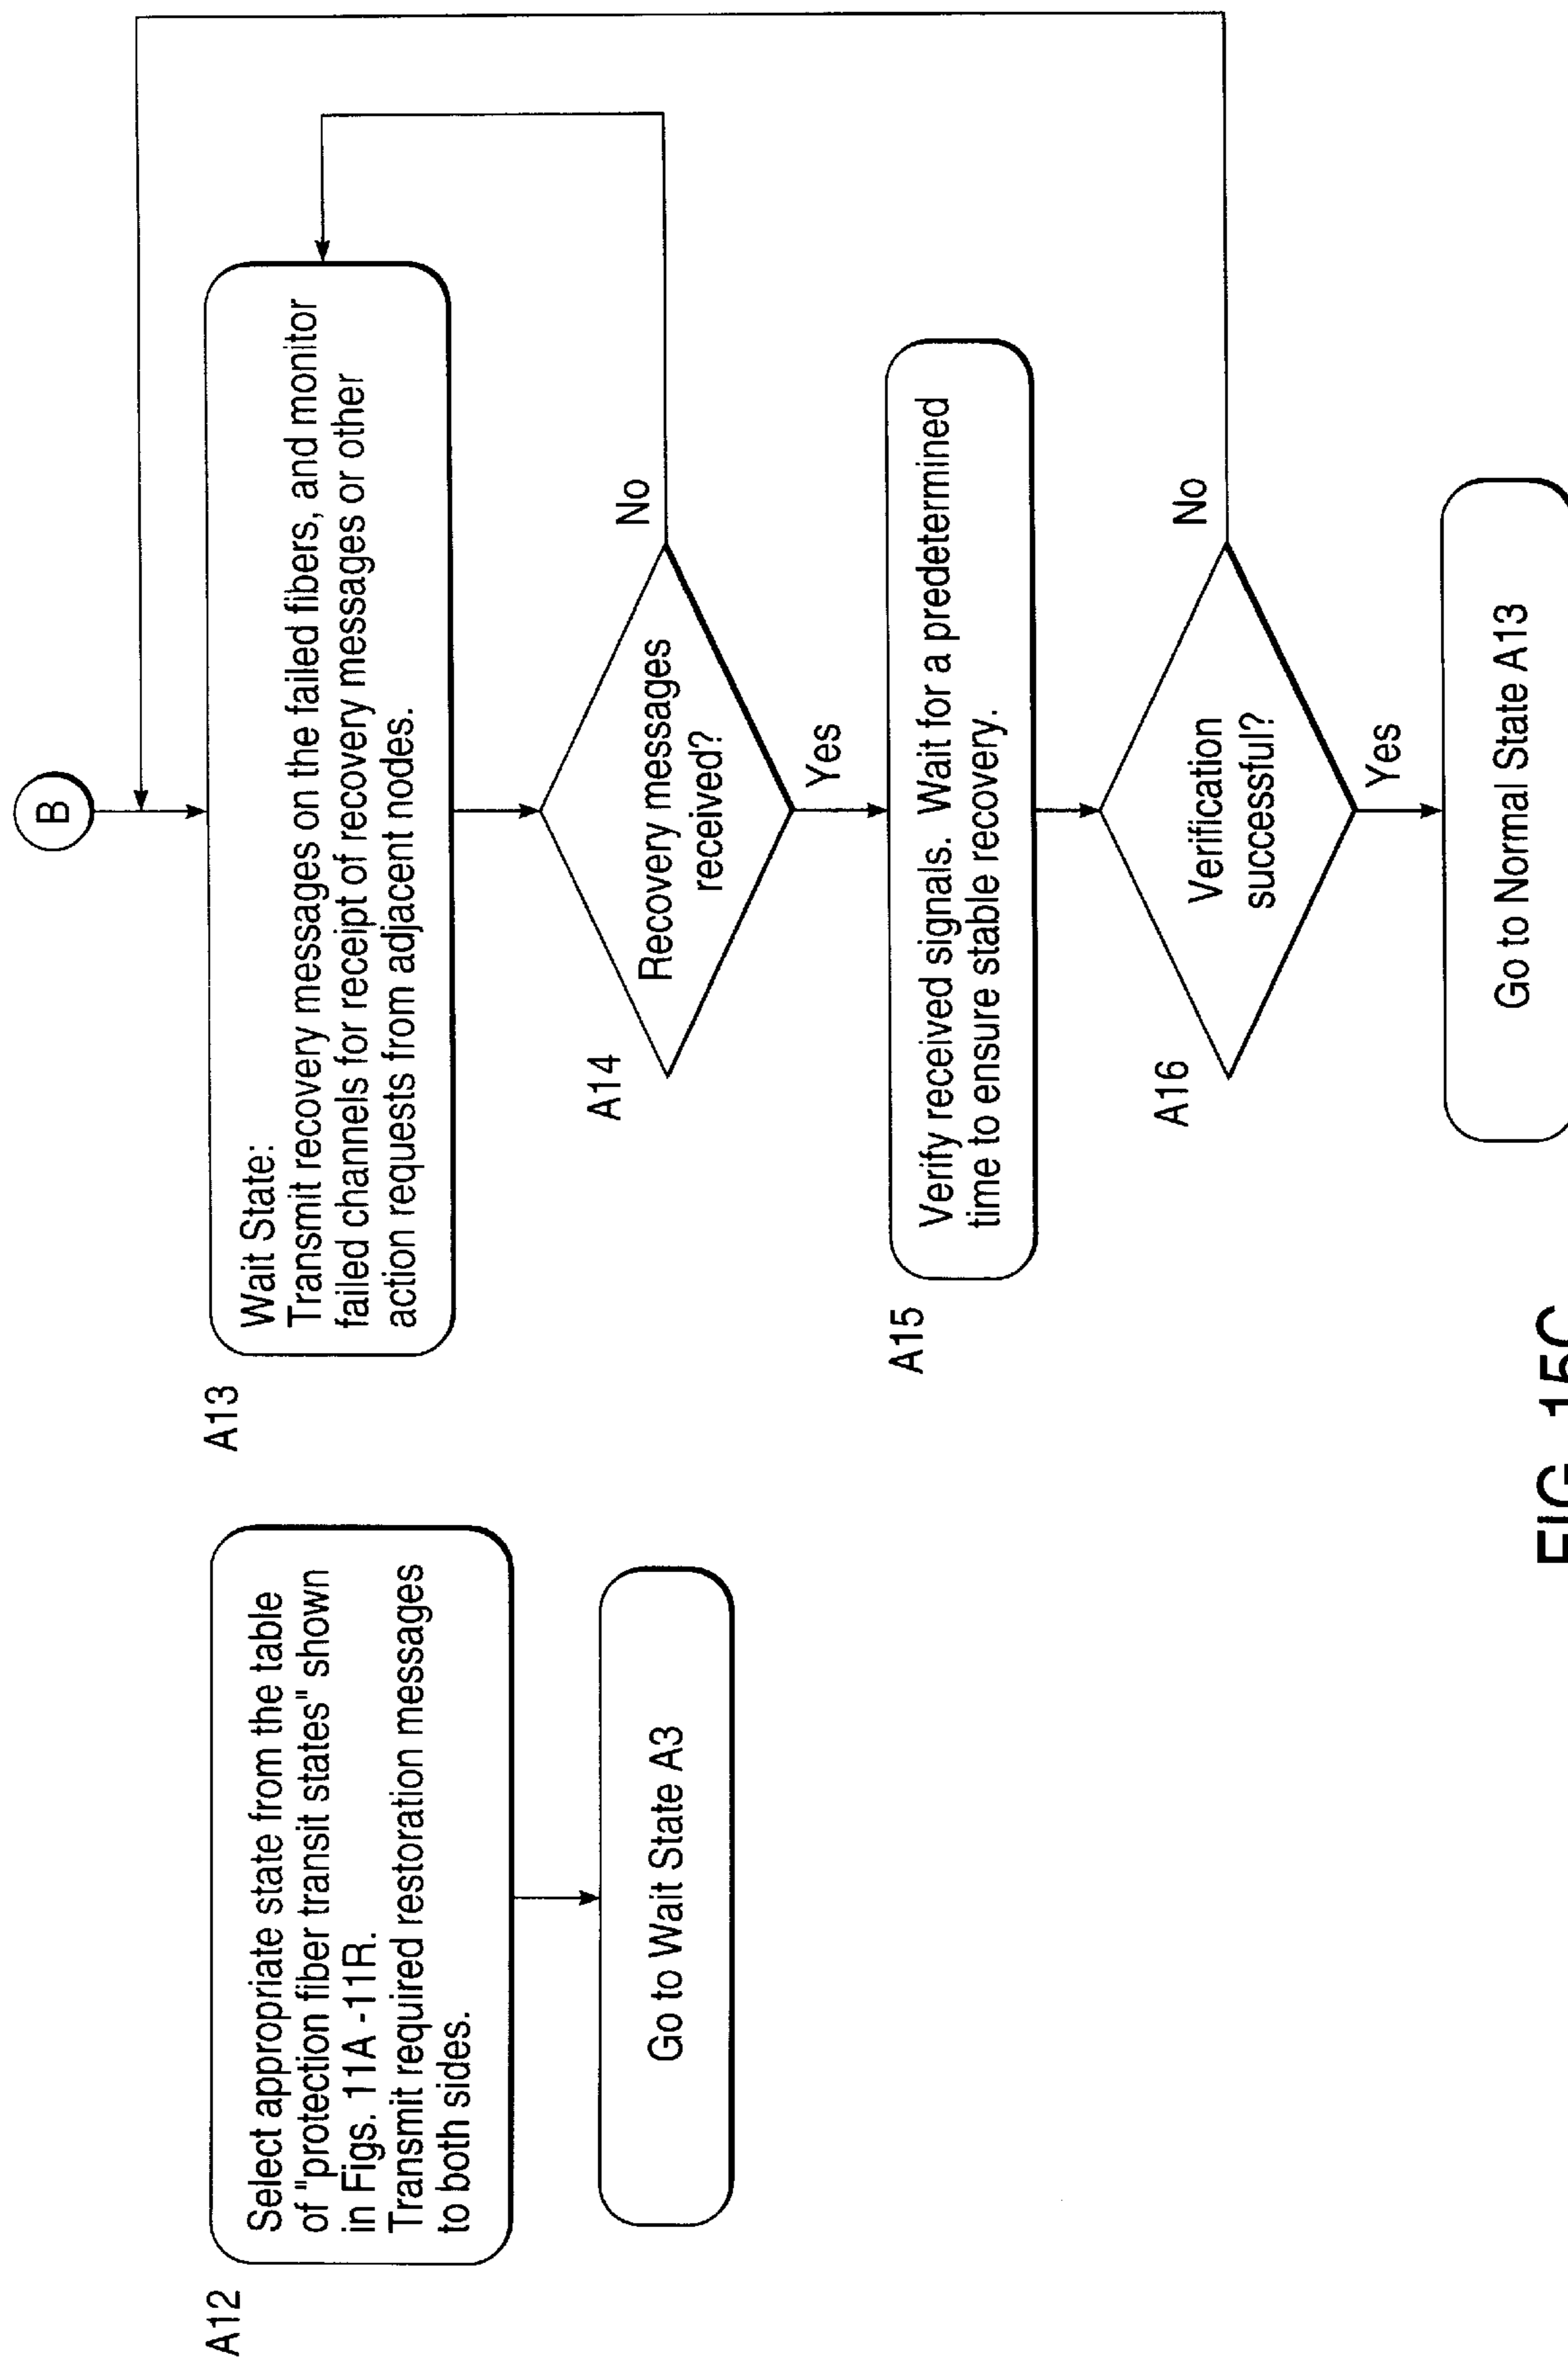 A12
Select appropriate state from the table
of "protection fiber transit states" shown
in Figs. 11A -11R.
Transmit required restoration messages
to both sides.
Go to Wait State A3
B
A13
Wait State:
Transmit recovery messages on the failed fibers, and monitor
failed channels for receipt of recovery messages or other
action requests from adjacent nodes.
A14
Recovery messages
received?
No
Yes
A15
Verify received signals. Wait for a predetermined
time to ensure stable recovery.
A16
Verification
successful?
No
Yes
Go to Normal State A13
FIG. 15C